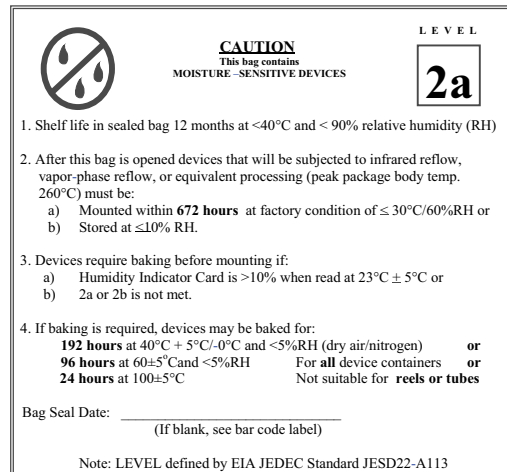 LEVEL
CAUTION
This bag contains
MOISTURE –SENSITIVE DEVICES
2a
1. Shelf life in sealed bag 12 months at <40°C and < 90% relative humidity (RH)
2. After this bag is opened devices that will be subjected to infrared reflow,
vapor-phase reflow, or equivalent processing (peak package body temp.
260°C) must be:
a) Mounted within 672 hours at factory condition of ≤ 30°C/60%RH or
b) Stored at ≤10% RH.
3. Devices require baking before mounting if:
a) Humidity Indicator Card is >10% when read at 23°C ± 5°C or
b) 2a or 2b is not met.
4. If baking is required, devices may be baked for:
192 hours at 40°C + 5°C/-0°C and <5%RH (dry air/nitrogen) or
96 hours at 60±5°Cand <5%RH For all device containers or
24 hours at 100±5°C Not suitable for reels or tubes
Bag Seal Date: ______________________________
(If blank, see bar code label)
Note: LEVEL defined by EIA JEDEC Standard JESD22-A113